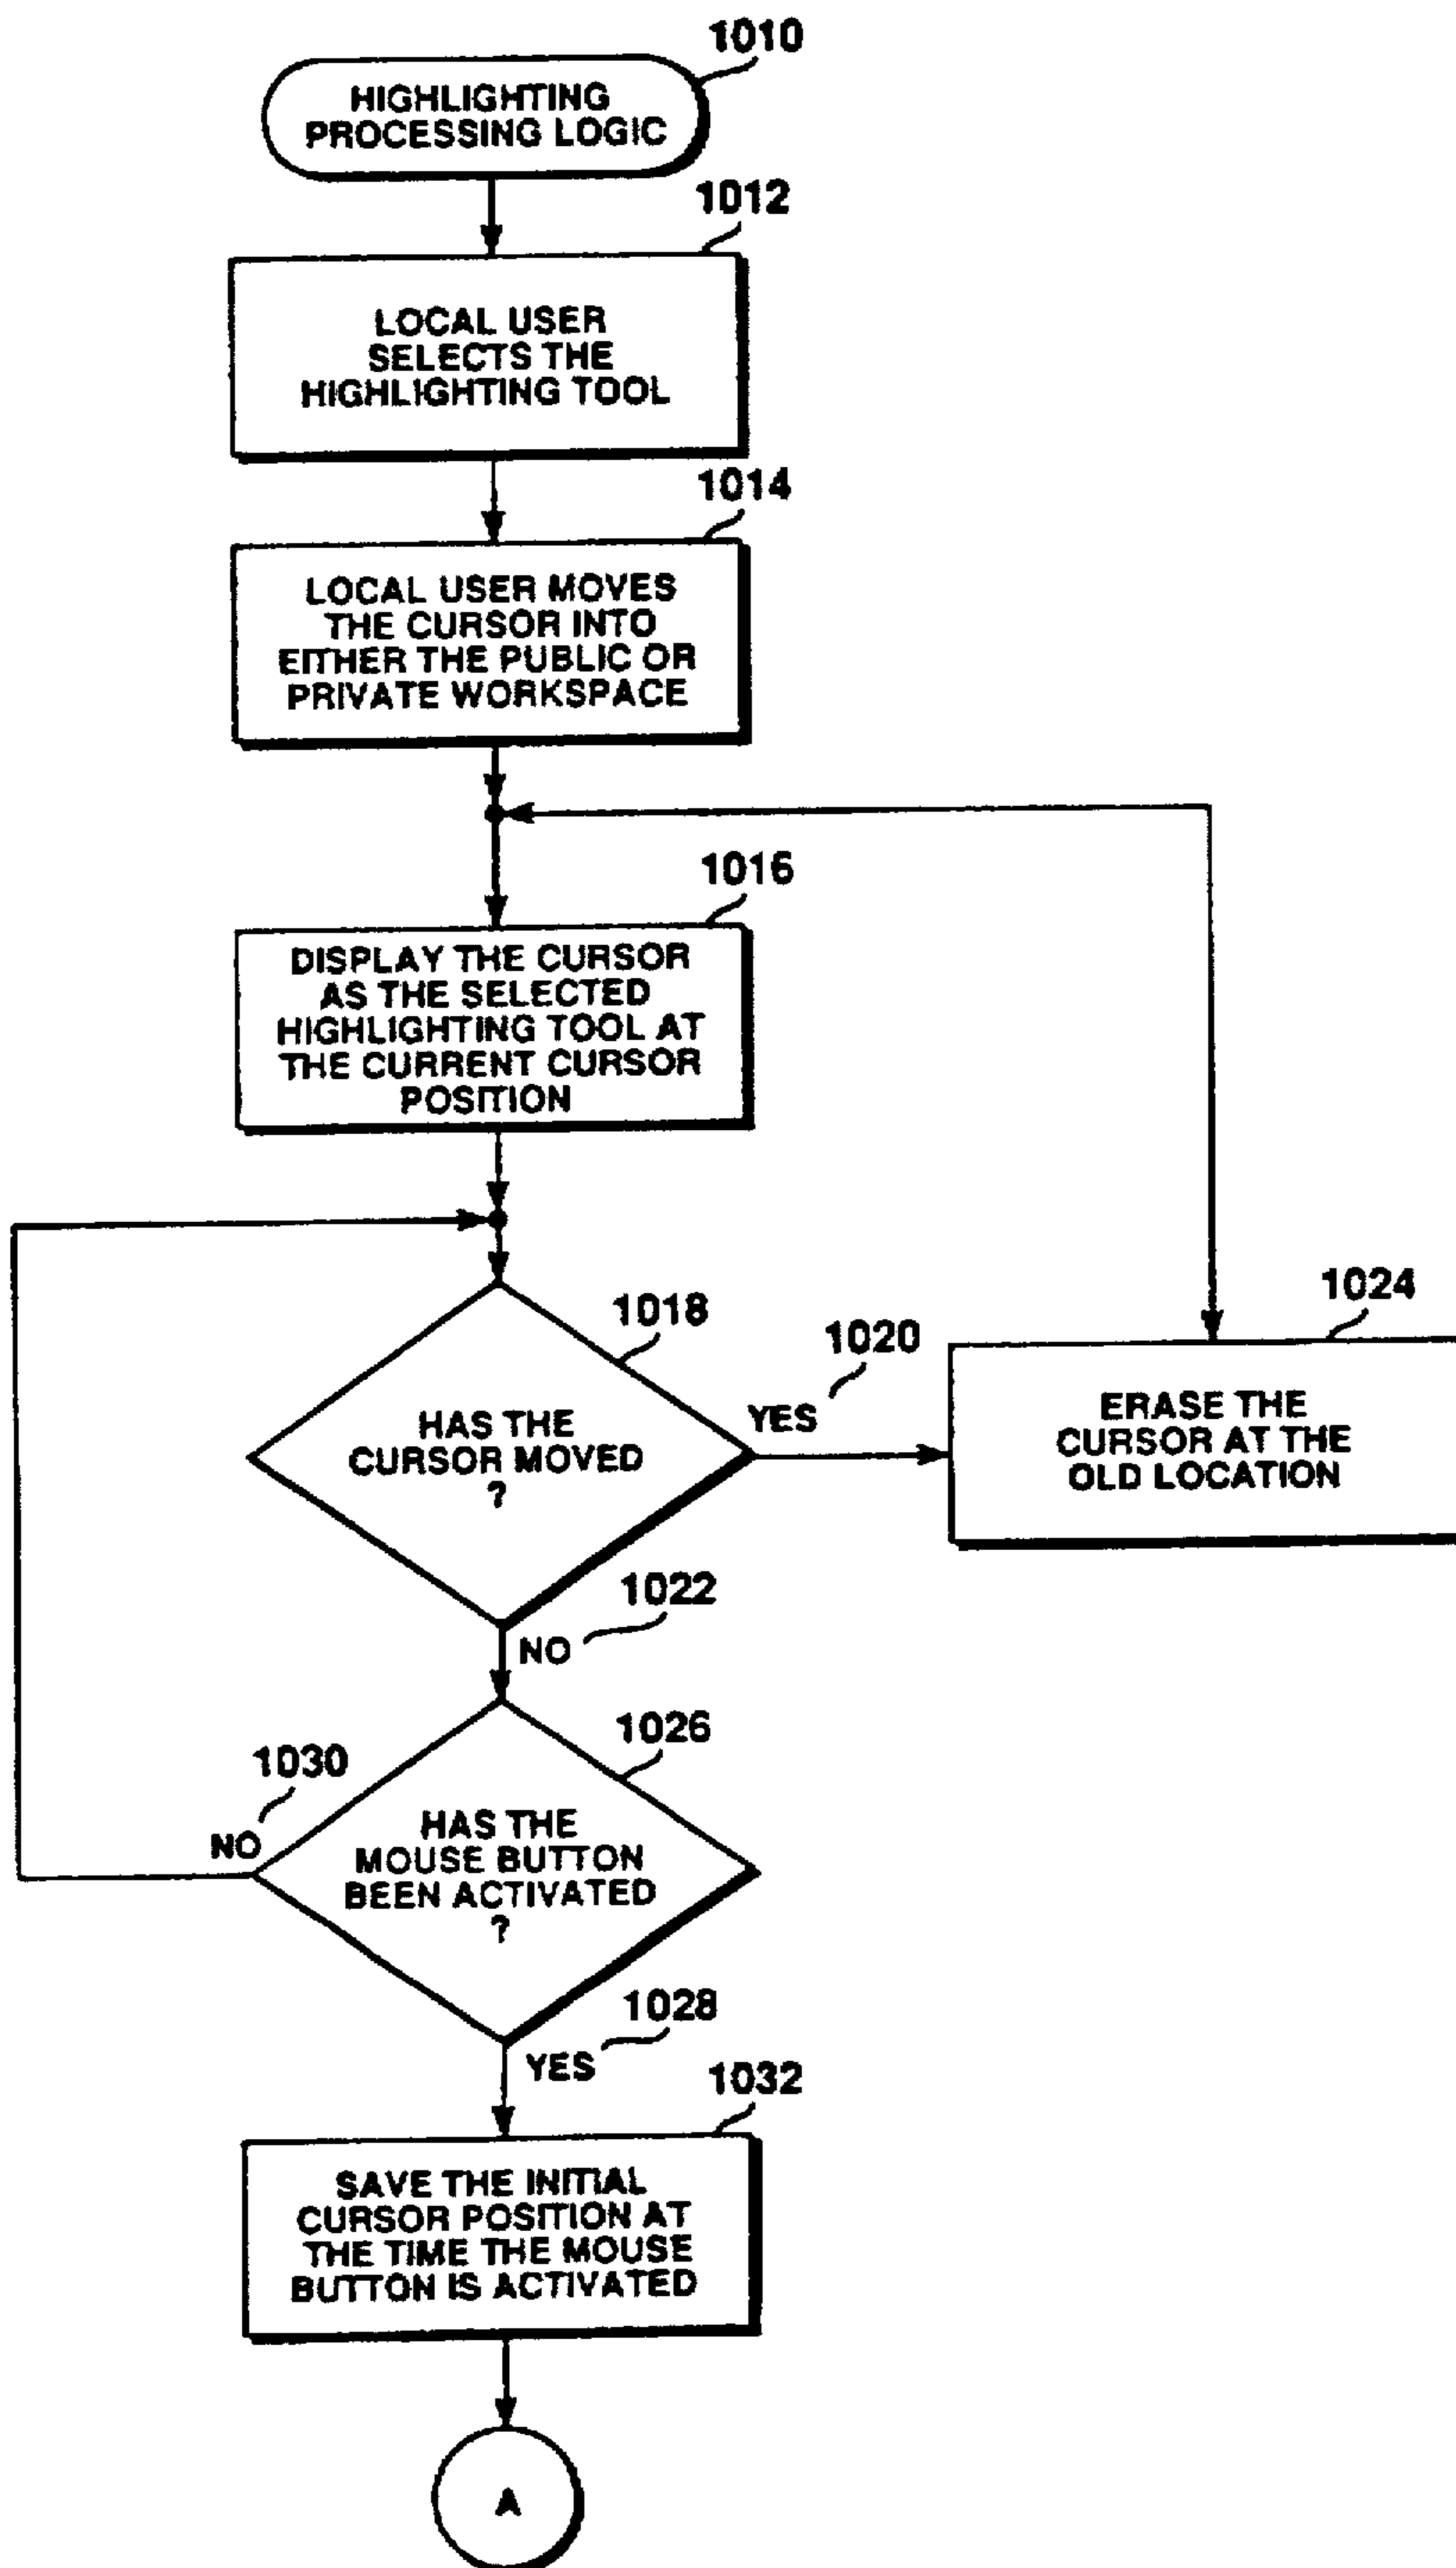 1010
HIGHLIGHTING
PROCESSING LOGIC
1012
LOCAL USER
SELECTS THE
HIGHLIGHTING TOOL
1014
LOCAL USER MOVES
THE CURSOR INTO
EITHER THE PUBLIC OR
PRIVATE WORKSPACE
1016
DISPLAY THE CURSOR
AS THE SELECTED
HIGHLIGHTING TOOL AT
THE CURRENT CURSOR
POSITION
1018
HAS THE
CURSOR MOVED
?
1020
YES
1024
ERASE THE
CURSOR AT THE
OLD LOCATION
1022
NO
1026
HAS THE
MOUSE BUTTON
BEEN ACTIVATED
?
1030
NO
1028
YES
1032
SAVE THE INITIAL
CURSOR POSITION AT
THE TIME THE MOUSE
BUTTON IS ACTIVATED
A